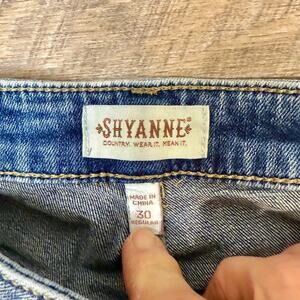 SHYANNE®
COUNTRY. WEAR IT. MEAN IT.
MADE IN
CHINA
30
REGULAR